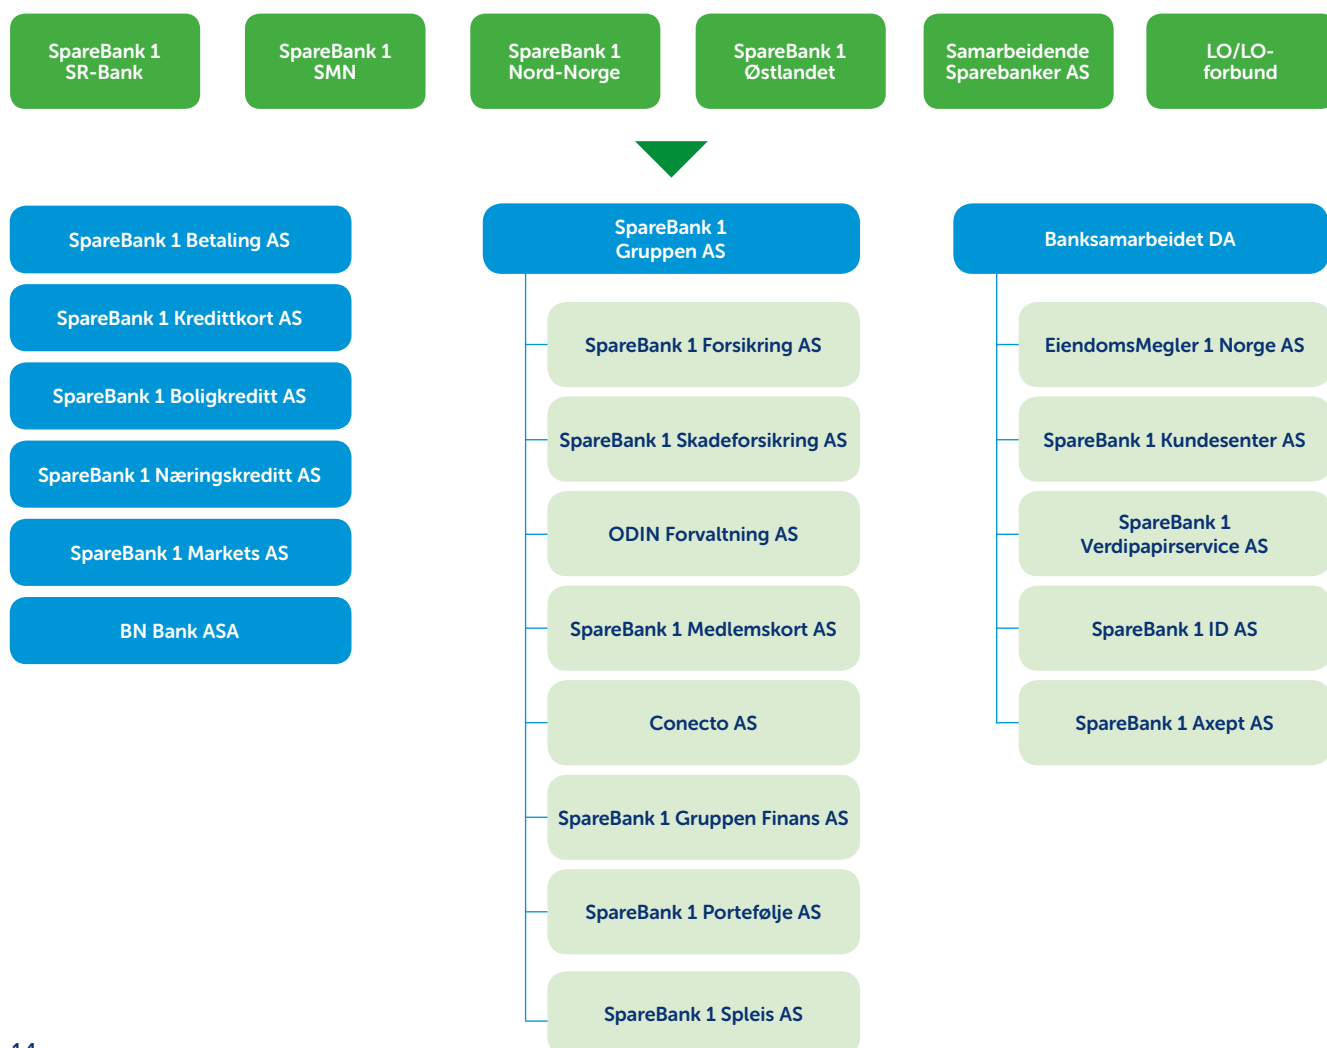 SpareBank 1
SR-Bank
SpareBank 1
SMN
SpareBank 1
Nord-Norge
SpareBank 1
Østlandet
Samarbeidende
Sparebanker AS
LO/LO-
forbund
SpareBank 1 Betaling AS
SpareBank 1 Kredittkort AS
SpareBank 1 Boligkreditt AS
SpareBank 1 Næringskreditt AS
SpareBank 1 Markets AS
BN Bank ASA
SpareBank 1
Gruppen AS
SpareBank 1 Forsikring AS
SpareBank 1 Skadeforsikring AS
ODIN Forvaltning AS
SpareBank 1 Medlemskort AS
Conecto AS
SpareBank 1 Gruppen Finans AS
SpareBank 1 Portefølje AS
SpareBank 1 Spleis AS
Banksamarbeidet DA
EiendomsMegler 1 Norge AS
SpareBank 1 Kundesenter AS
SpareBank 1
Verdipapirservice AS
SpareBank 1 ID AS
SpareBank 1 Axept AS